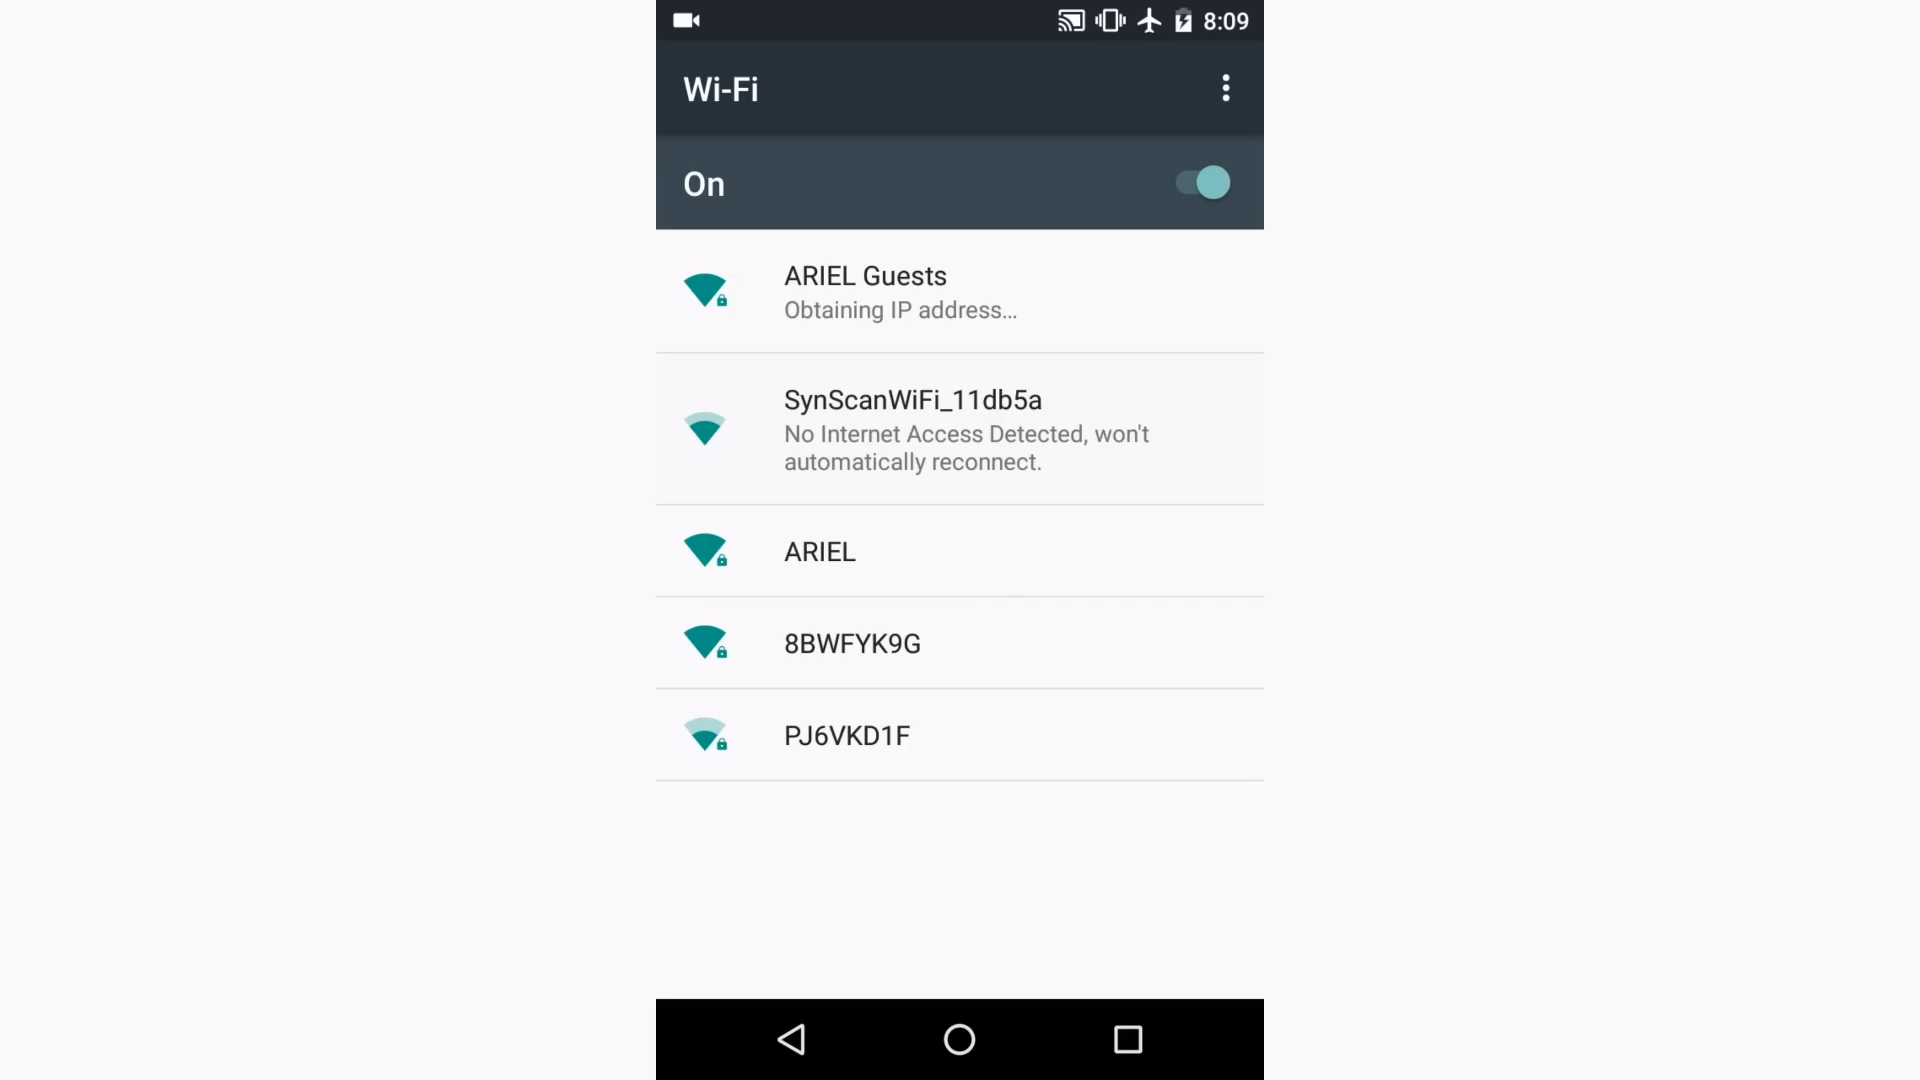 8:09
Wi-Fi
On
ARIEL Guests
Obtaining IP address...
SynScanWiFi_11db5a
No Internet Access Detected, won't
automatically reconnect.
ARIEL
8BWFYK9G
PJ6VKD1F